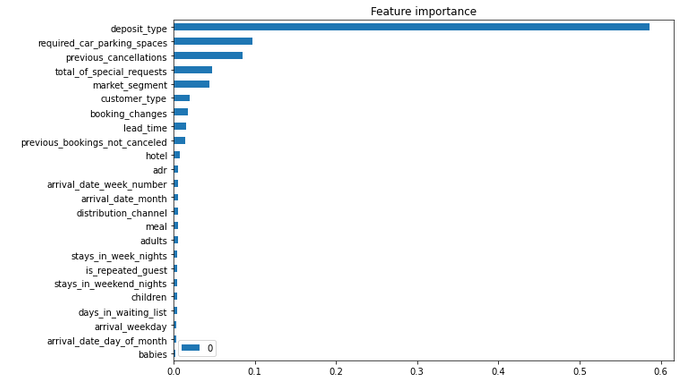 Feature importance
deposit_type
required_car_parking_spaces
previous_cancellations
total_of_special_requests
market_segment
customer_type
booking_changes
lead_time
previous_bookings_not_canceled
hotel
adr
arrival_date_week_number
arrival_date_month
distribution_channel
meal
adults
stays_in_week_nights
is_repeated_guest
stays_in_weekend_nights
children
days_in_waiting_list
arrival_weekday
arrival_date_day_of_month
babies
0
0.0 0.1 0.2 0.3 0.4 0.5 0.6